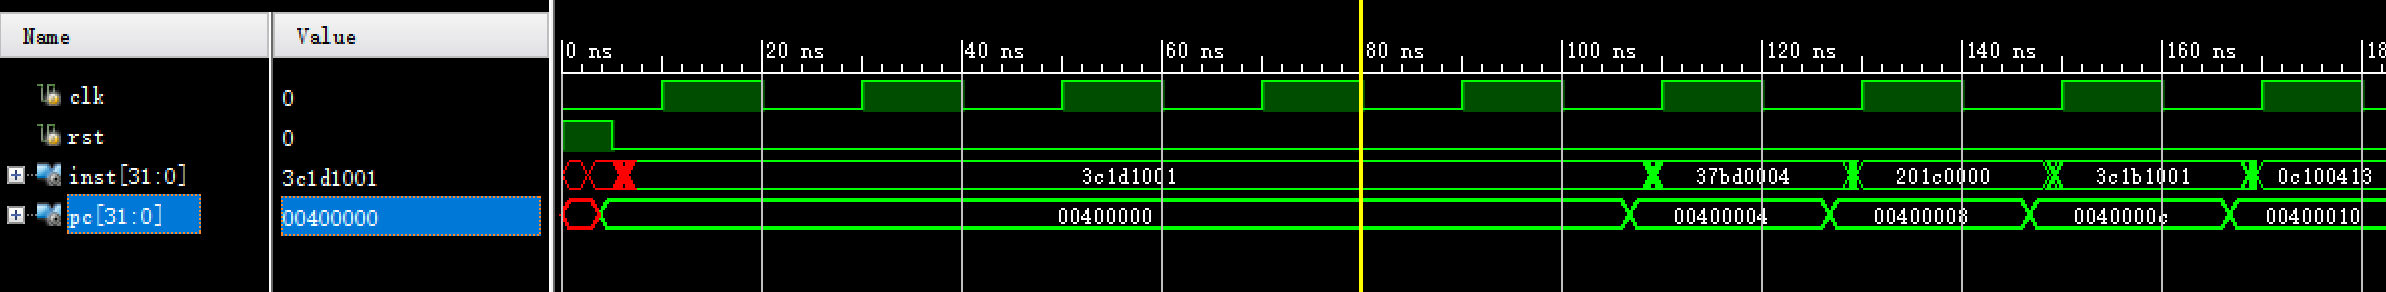 Name Value
0 ns 20 ns 40 ns 60 ns 80 ns 100 ns 120 ns 140 ns 160 ns 18
clk 0
rst 0
inst[31:0] 3c1d1001 3c1d1001 37bd0004 201c0000 3c1b1001 0c100413
pc[31:0] 00400000 00400000 00400004 00400008 0040000c 00400010